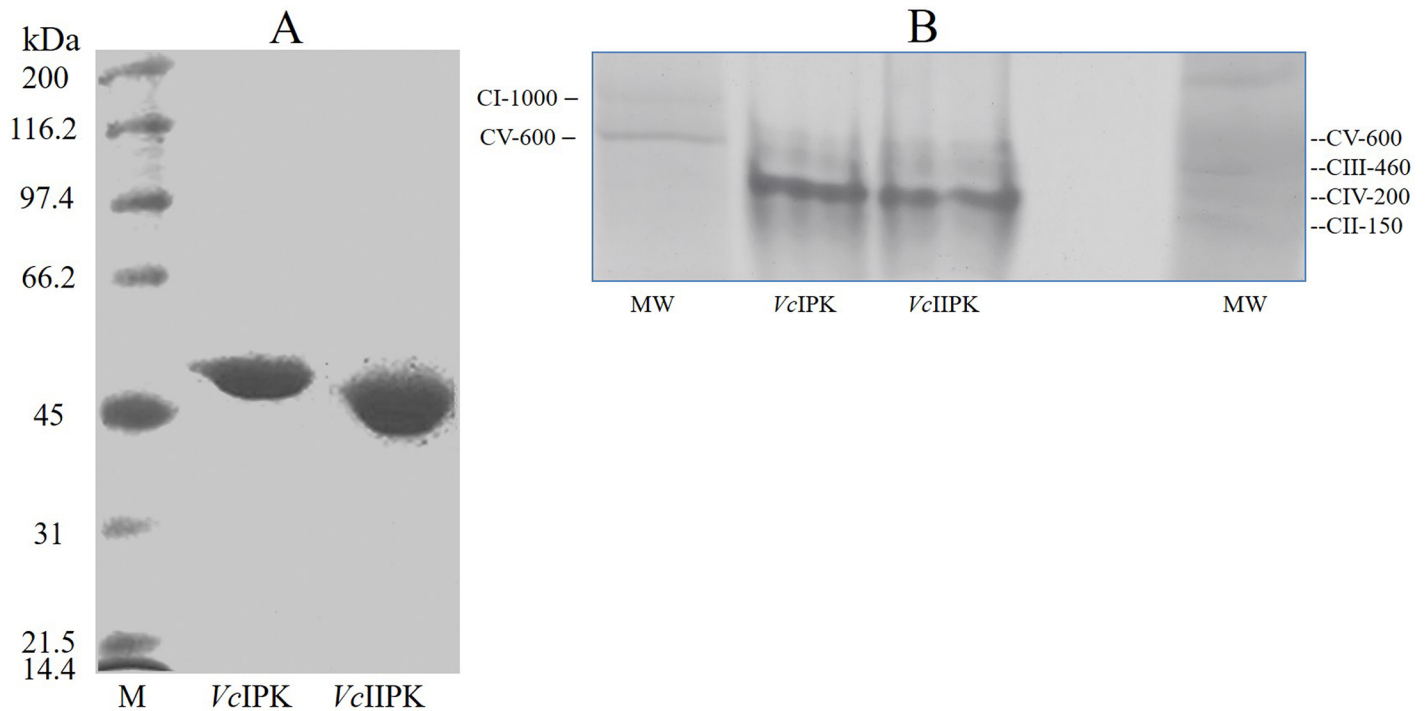 A
B
kDa
200
116.2
97.4
66.2
45
31
21.5
14.4
M VcIPK VcIIPK
CI-1000 –
CV-600 –
--CV-600
--CIII-460
--CIV-200
--CII-150
MW VcIPK VcIIPK MW